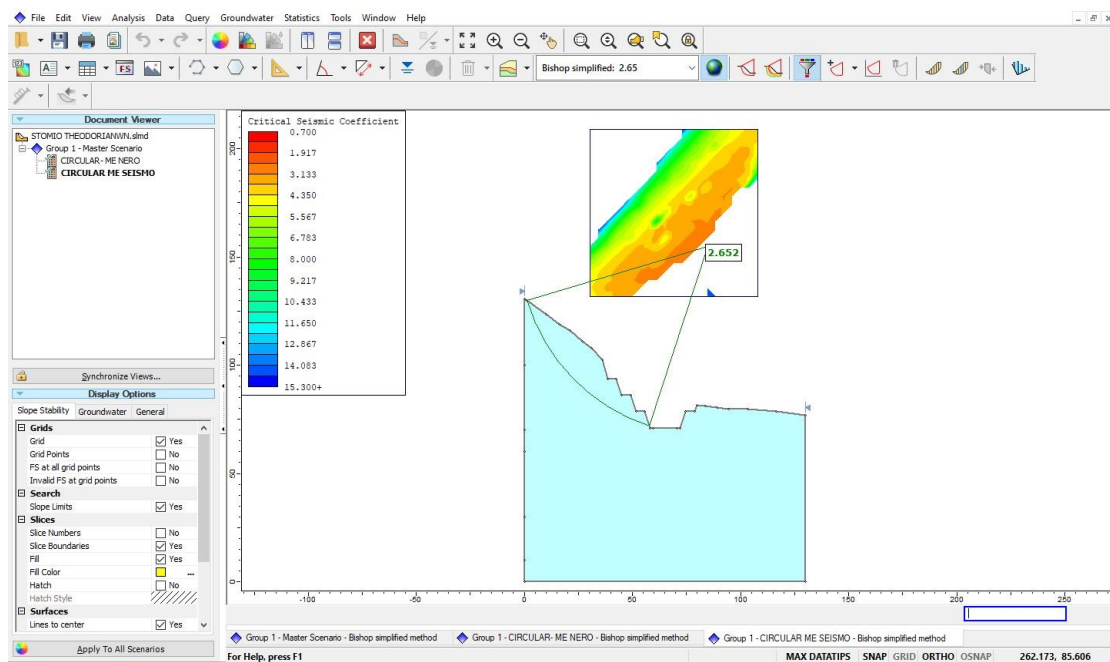 File Edit View Analysis Data Query Groundwater Statistics Tools Window Help
A FS Bishop simplified: 2.65
Document Viewer
STOMIO THEODORIANWN.slmd
Group 1 - Master Scenario
CIRCULAR- ME NERO
CIRCULAR ME SEISMO
Synchronize Views...
Display Options
Slope Stability Groundwater General
Grids
Grid Yes
Grid Points No
FS at all grid points No
Invalid FS at grid points No
Search
Slope Limits Yes
Slices
Slice Numbers No
Slice Boundaries Yes
Fill Yes
Fill Color ...
Hatch No
Hatch Style
Surfaces
Lines to center Yes
Apply To All Scenarios
Critical Seismic Coefficient
0.700
1.917
3.133
4.350
5.567
6.783
8.000
9.217
10.433
11.650
12.867
14.083
15.300+
2.652
200
150
100
50
0
-100 -50 0 50 100 150 200 250
Group 1 - Master Scenario - Bishop simplified method Group 1 - CIRCULAR- ME NERO - Bishop simplified method Group 1 - CIRCULAR ME SEISMO - Bishop simplified method
For Help, press F1 MAX DATATIPS SNAP GRID ORTHO OSNAP 262.173, 85.606